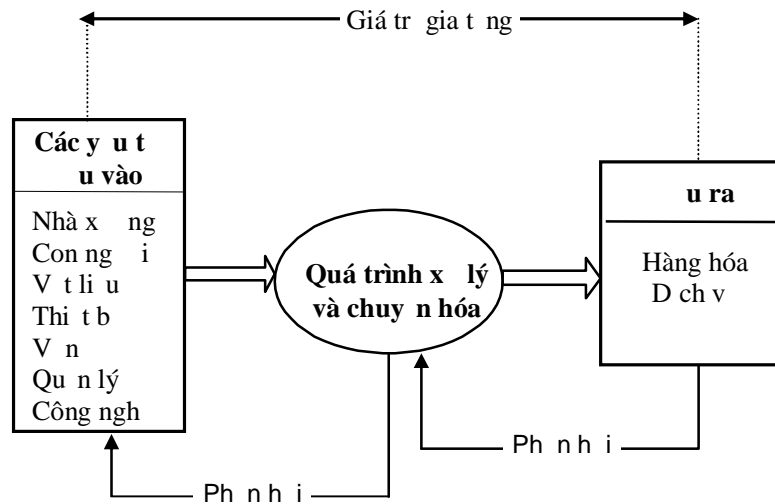 Giá tr gia t ng
Các y u t
u vào
Nhà x ng
Con ng i
V t li u
Thi t b
V n
Qu n lý
Công ngh
Quá trình x lý
và chuy n hóa
u ra
Hàng hóa
D ch v
Ph n h i
Ph n h i